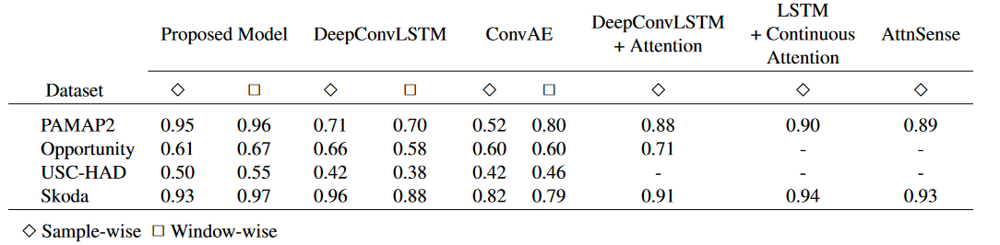 Proposed Model DeepConvLSTM ConvAE DeepConvLSTM + Attention LSTM + Continuous Attention AttnSense
Dataset ◇ □ ◇ □ ◇ □ ◇ ◇ ◇
PAMAP2 0.95 0.96 0.71 0.70 0.52 0.80 0.88 0.90 0.89
Opportunity 0.61 0.67 0.66 0.58 0.60 0.60 0.71 - -
USC-HAD 0.50 0.55 0.42 0.38 0.42 0.46 - - -
Skoda 0.93 0.97 0.96 0.88 0.82 0.79 0.91 0.94 0.93
◇ Sample-wise □ Window-wise